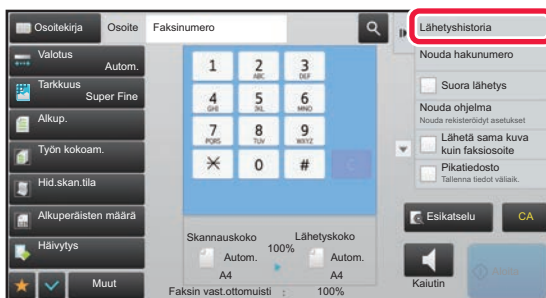 Osoitekirja
Osoite
Faksinumero
Valotus
Autom.
Tarkkuus
Super Fine
Alkup.
Työn kokoam.
Hid.skan.tila
Alkuperäisten määrä
Häivytys
Muut
1
2
ABC
3
DEF
4
GHI
5
JKL
6
MNO
7
PQRS
8
TUV
9
WXYZ
0
#
C
Skannauskoko
100%
Lähetyskoko
Autom.
Autom.
A4
A4
Faksin vast.ottomuisti : 100%
Lähetyshistoria
Nouda hakunumero
Suora lähetys
Nouda ohjelma
Nouda rekisteröidyt asetukset
Lähetä sama kuva
kuin faksiosoite
Pikatiedosto
Tallenna tiedot väliaik.
Esikatselu
CA
Kaiutin